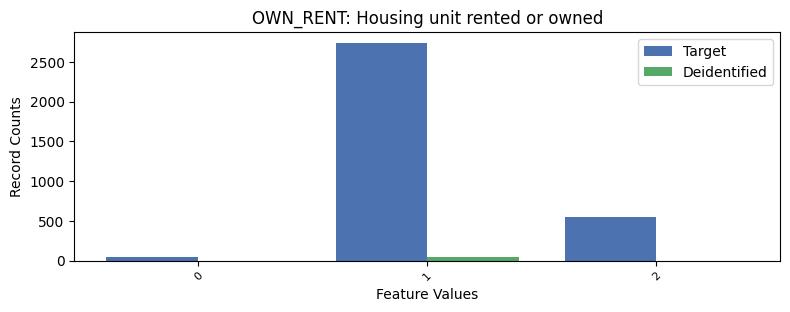 OWN_RENT: Housing unit rented or owned
Target
Deidentified
Record Counts
2500
2000
1500
1000
500
0
0
1
2
Feature Values